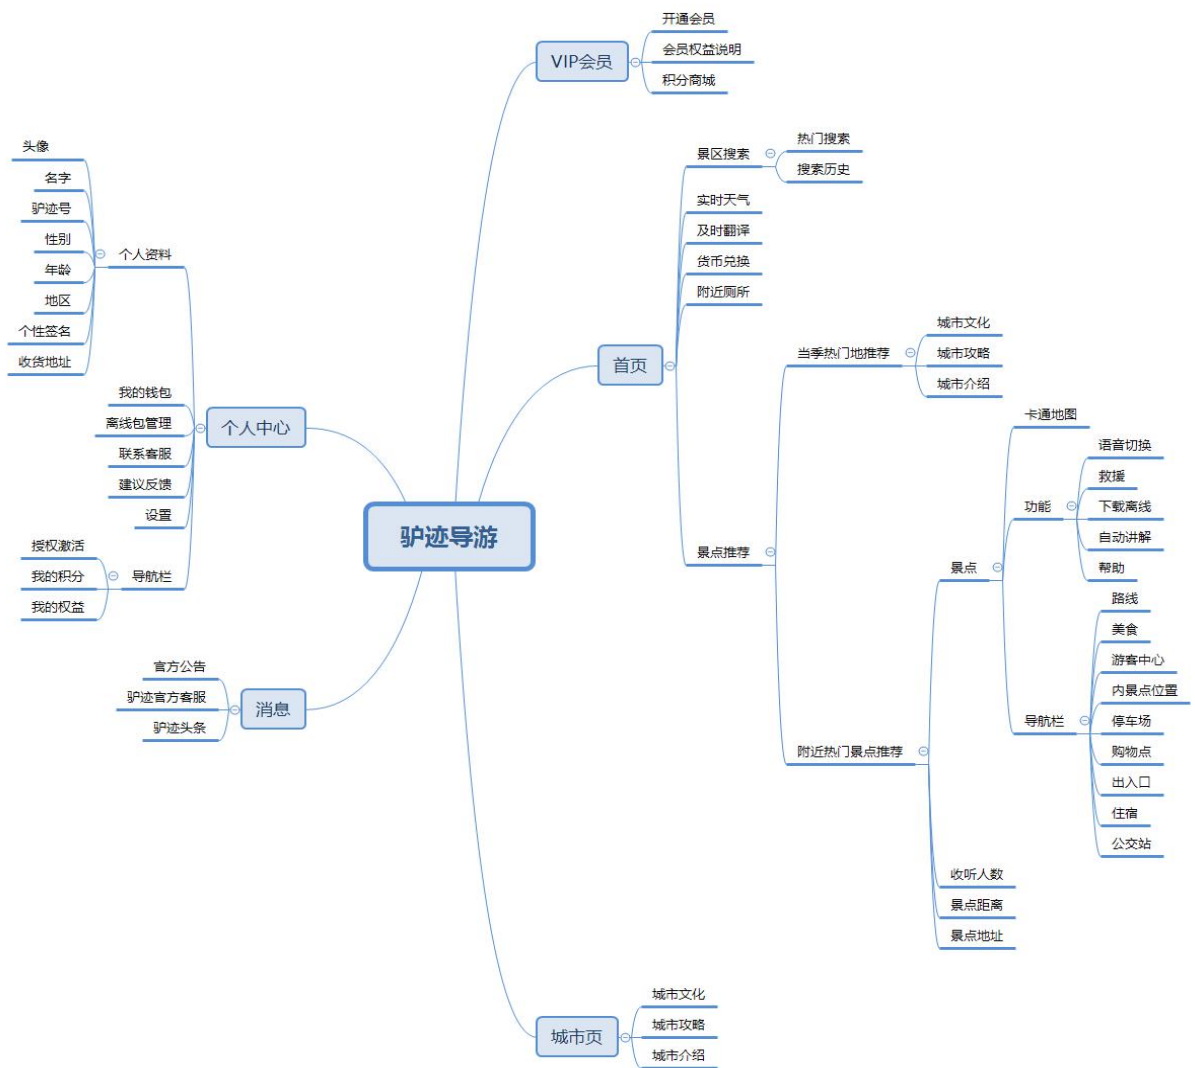 驴迹导游
VIP会员
开通会员
会员权益说明
积分商城
首页
景区搜索
热门搜索
搜索历史
实时天气
及时翻译
货币兑换
附近厕所
景点推荐
当季热门地推荐
城市文化
城市攻略
城市介绍
附近热门景点推荐
景点
卡通地图
功能
语音切换
救援
下载离线
自动讲解
帮助
导航栏
路线
美食
游客中心
内景点位置
停车场
购物点
出入口
住宿
公交站
收听人数
景点距离
景点地址
城市页
城市文化
城市攻略
城市介绍
个人中心
个人资料
头像
名字
驴迹号
性别
年龄
地区
个性签名
收货地址
我的钱包
离线包管理
联系客服
建议反馈
设置
导航栏
授权激活
我的积分
我的权益
消息
官方公告
驴迹官方客服
驴迹头条